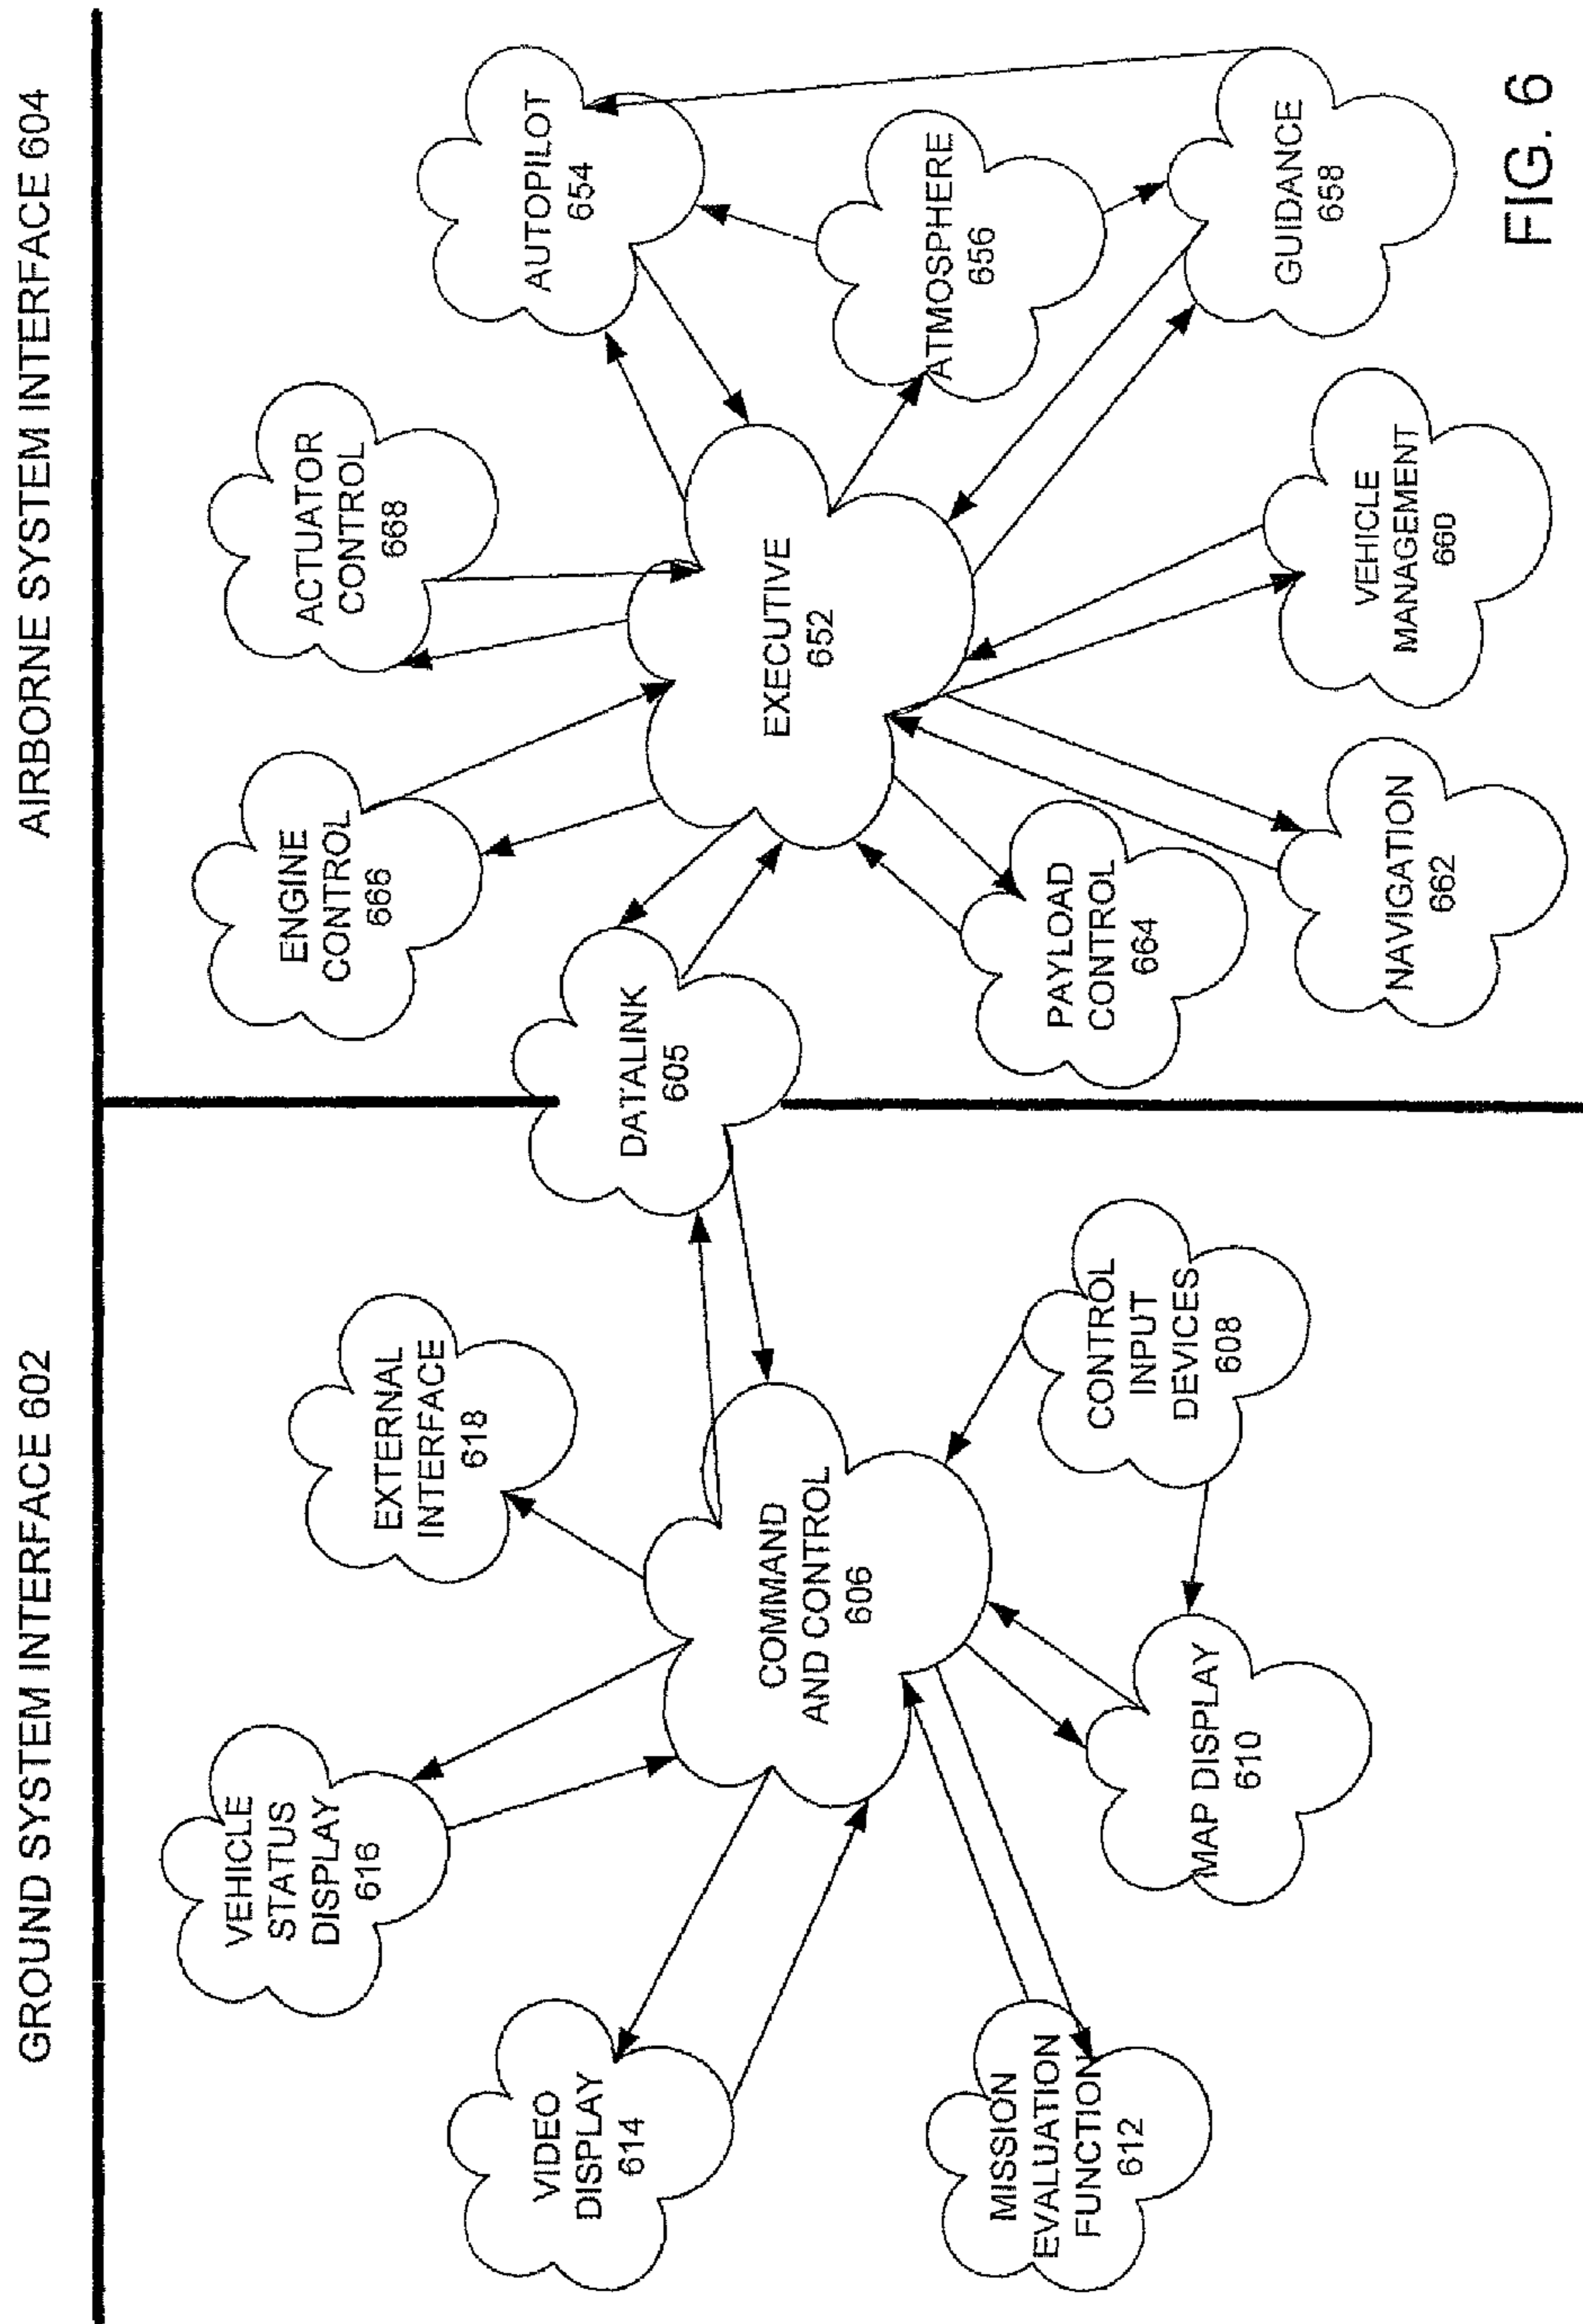 GROUND SYSTEM INTERFACE 602
AIRBORNE SYSTEM INTERFACE 604
VEHICLE
STATUS
DISPLAY
616
EXTERNAL
INTERFACE
618
VIDEO
DISPLAY
614
COMMAND
AND CONTROL
606
MISSION
EVALUATION
FUNCTION
612
MAP DISPLAY
610
CONTROL
INPUT
DEVICES
608
DATALINK
605
ENGINE
CONTROL
666
ACTUATOR
CONTROL
668
AUTOPILOT
654
EXECUTIVE
652
ATMOSPHERE
656
PAYLOAD
CONTROL
664
NAVIGATION
662
VEHICLE
MANAGEMENT
660
GUIDANCE
658
FIG. 6